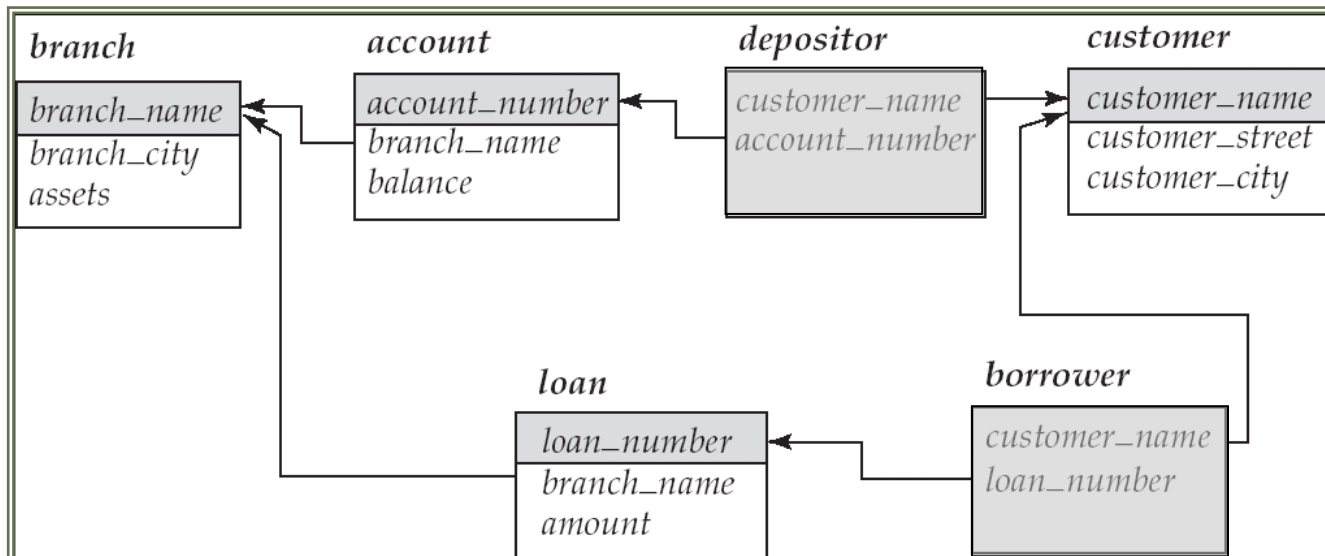 branch
branch_name
branch_city
assets
account
account_number
branch_name
balance
depositor
customer_name
account_number
customer
customer_name
customer_street
customer_city
loan
loan_number
branch_name
amount
borrower
customer_name
loan_number